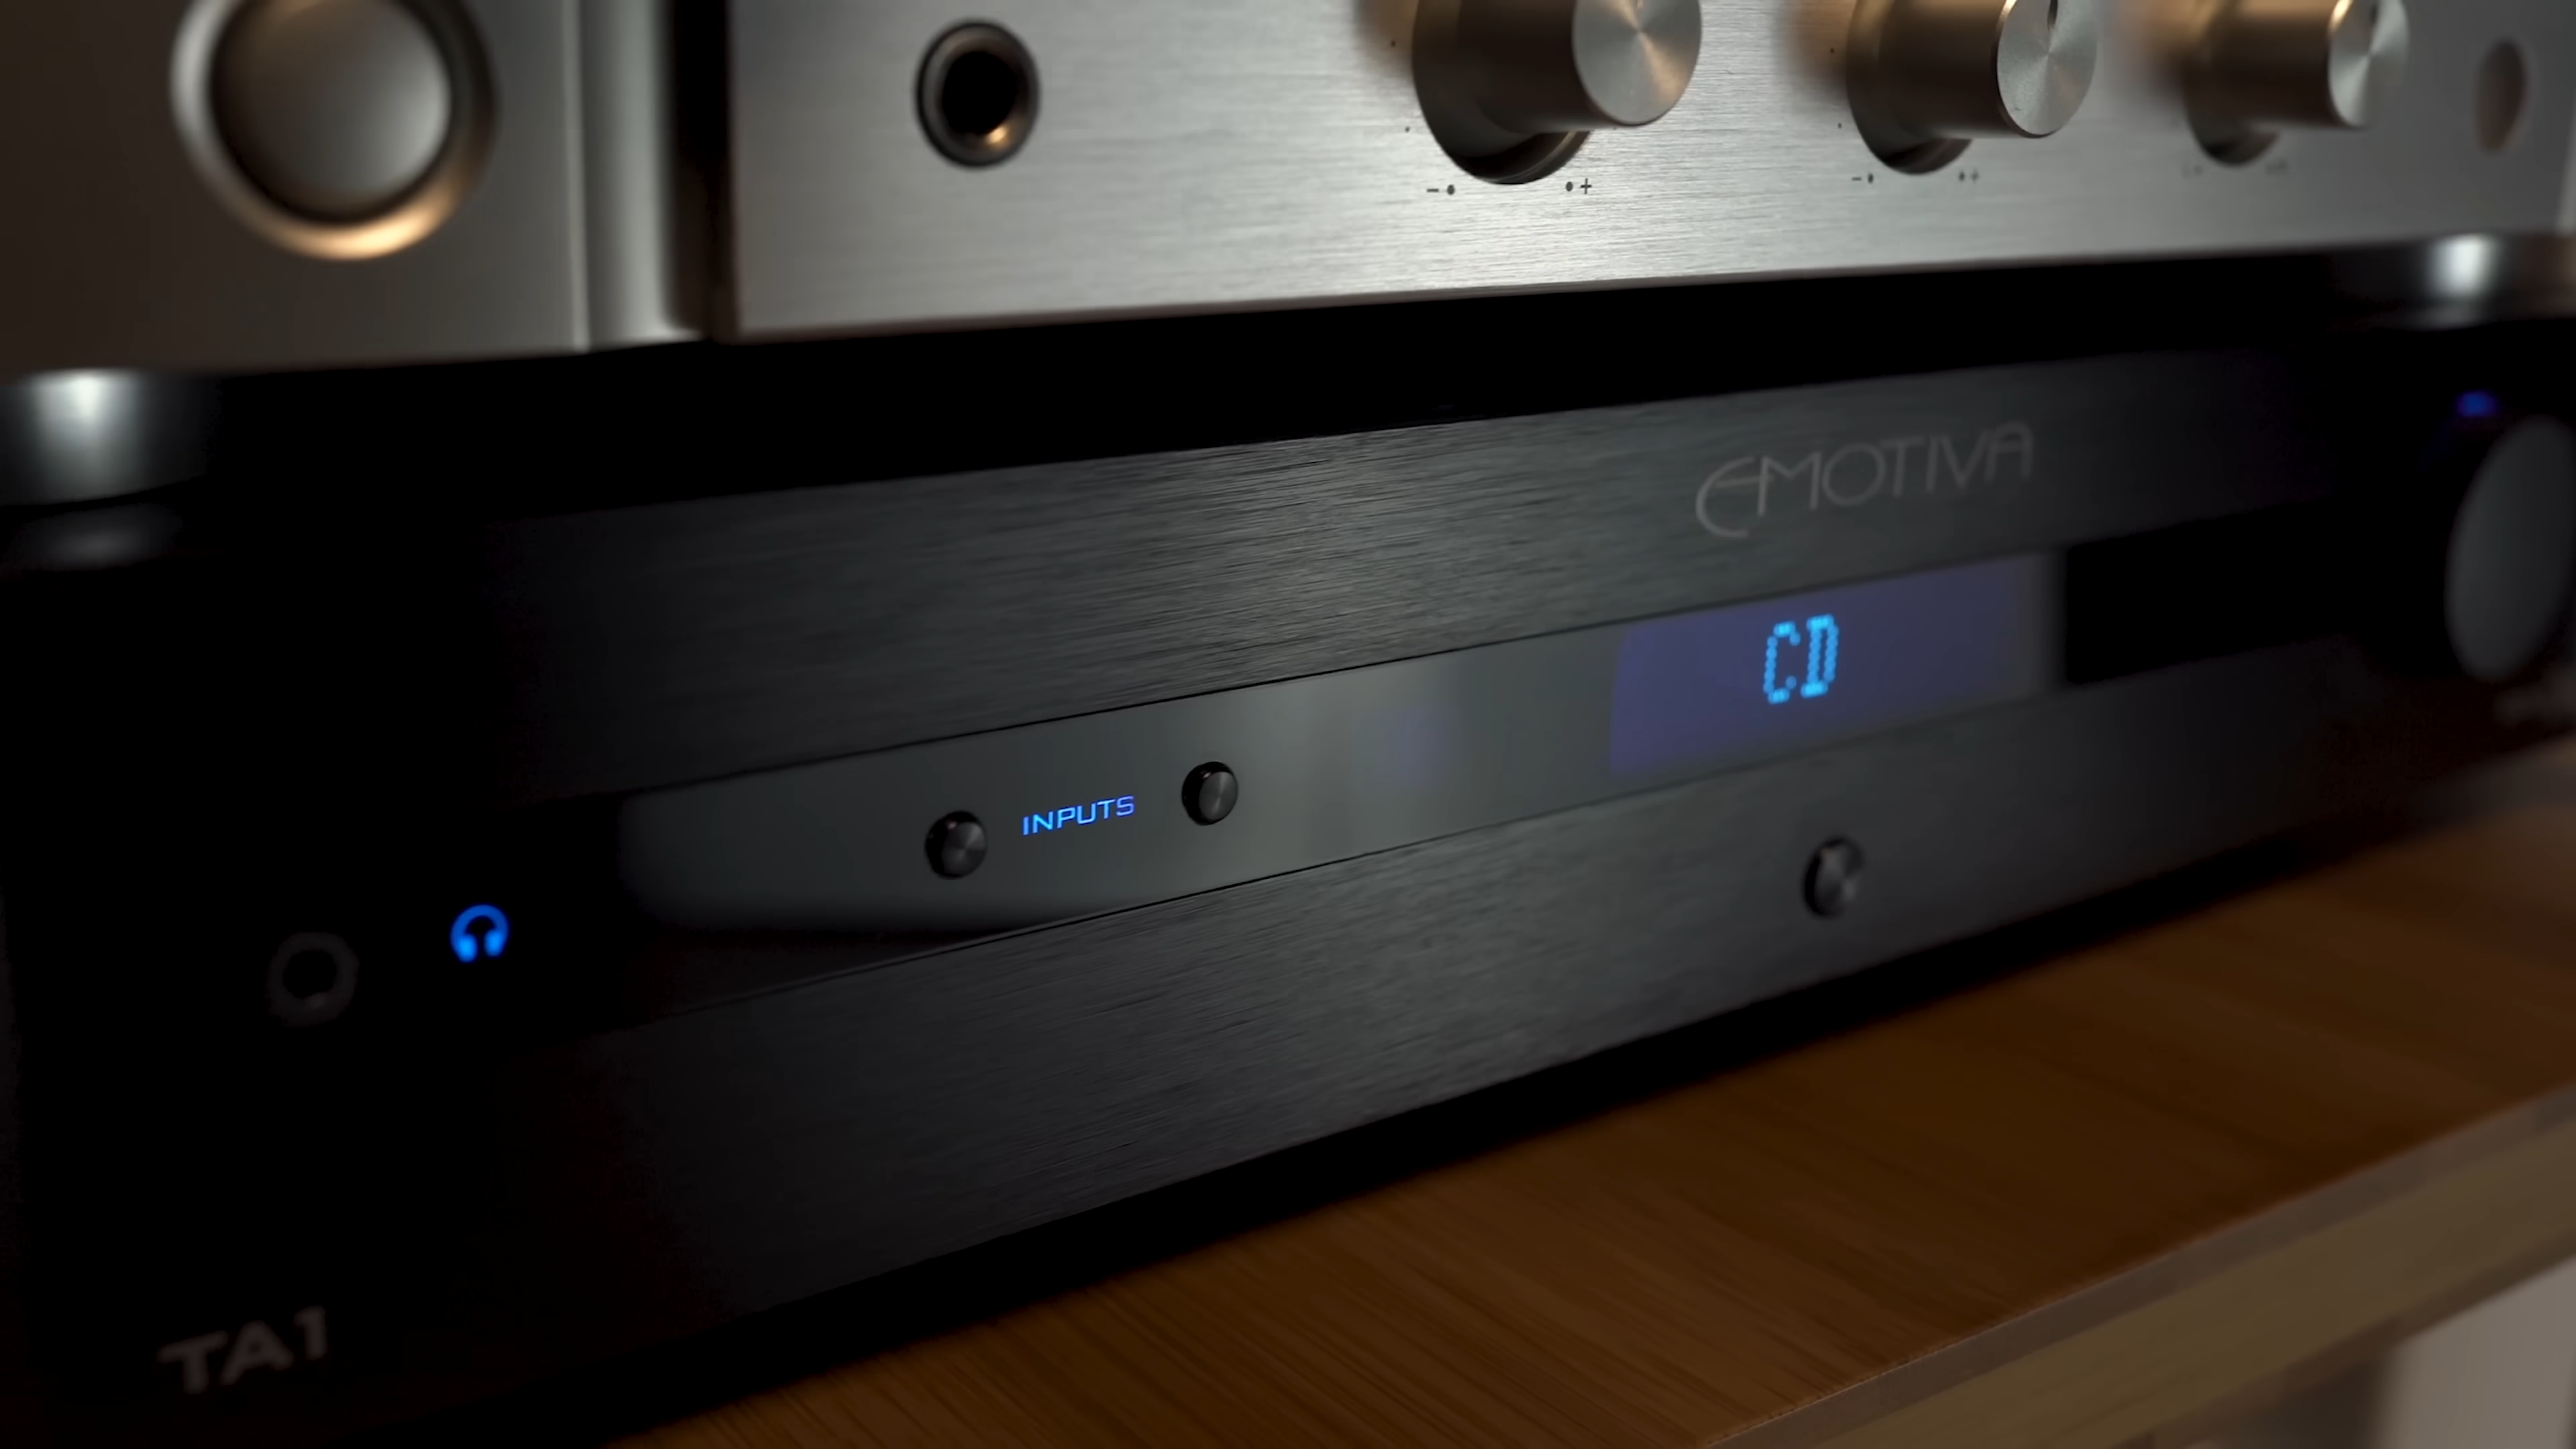 - +
- +
EMOTIVA
CD
INPUTS
TA1